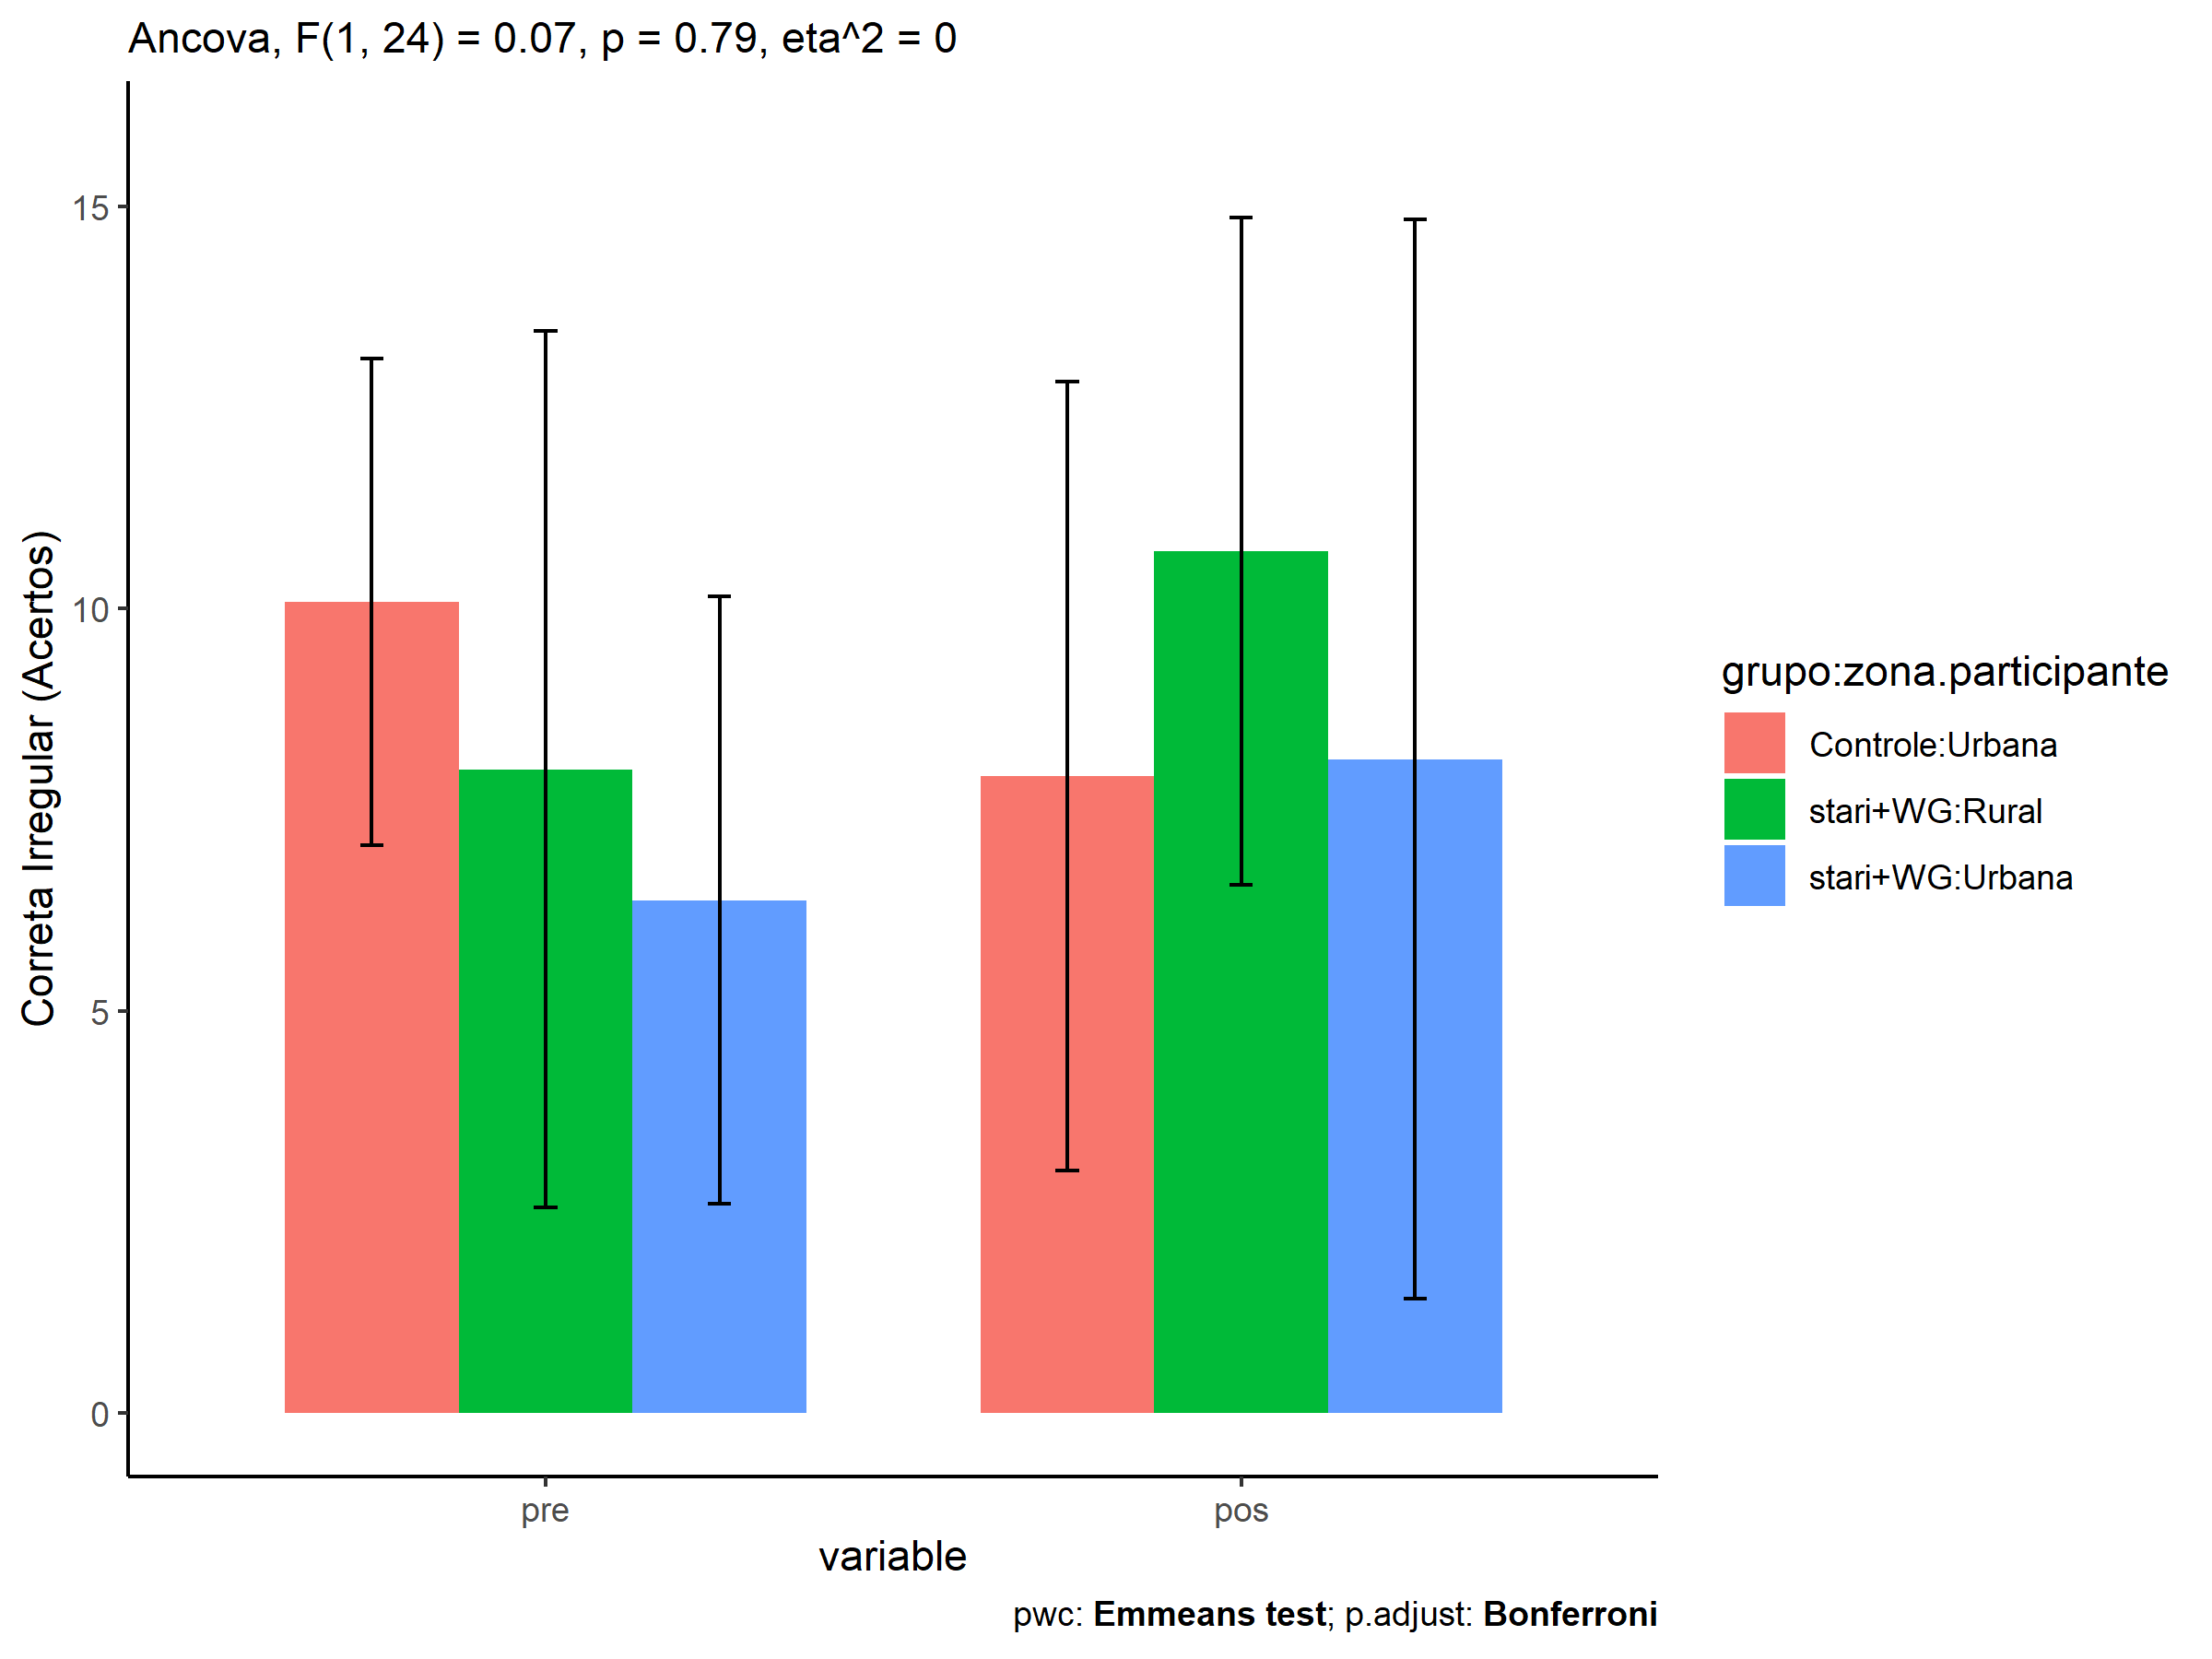 Ancova, F(1, 24) = 0.07, p = 0.79, eta^2 = 0
Correta Irregular (Acertos)
15
10
5
0
pre
pos
variable
grupo:zona.participante
Controle:Urbana
stari+WG:Rural
stari+WG:Urbana
pwc: Emmeans test; p.adjust: Bonferroni